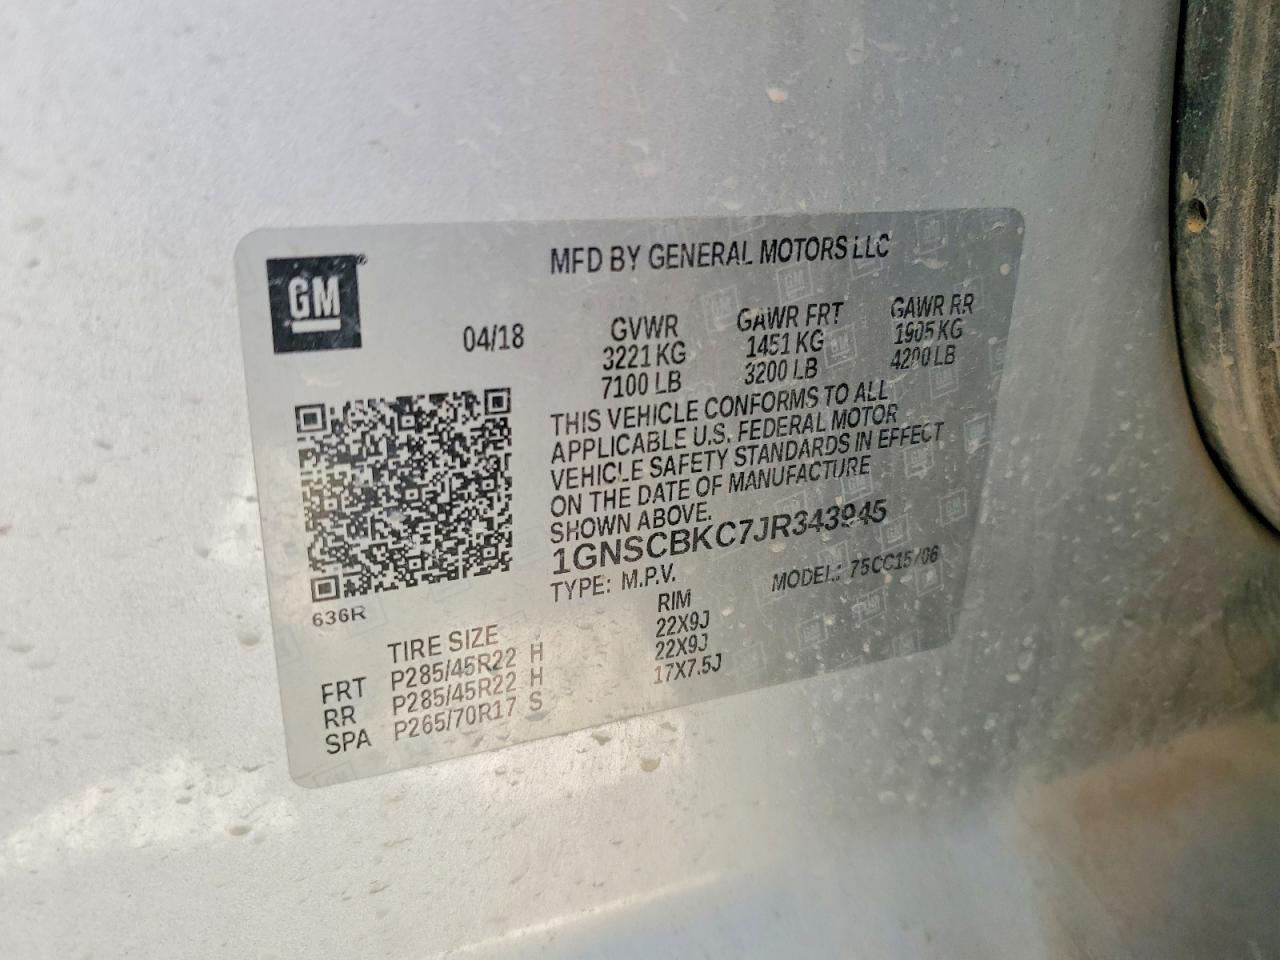 GM
MFD BY GENERAL MOTORS LLC
04/18
GVWR GAWR FRT GAWR RR
3221 KG 1451 KG 1905 KG
7100 LB 3200 LB 4200 LB
THIS VEHICLE CONFORMS TO ALL
APPLICABLE U.S. FEDERAL MOTOR
VEHICLE SAFETY STANDARDS IN EFFECT
ON THE DATE OF MANUFACTURE
SHOWN ABOVE.
1GNSCBKC7JR343945
TYPE: M.P.V. MODEL: 75CC15706
636R
TIRE SIZE RIM
FRT P285/45R22 H 22X9J
RR P285/45R22 H 22X9J
SPA P265/70R17 S 17X7.5J